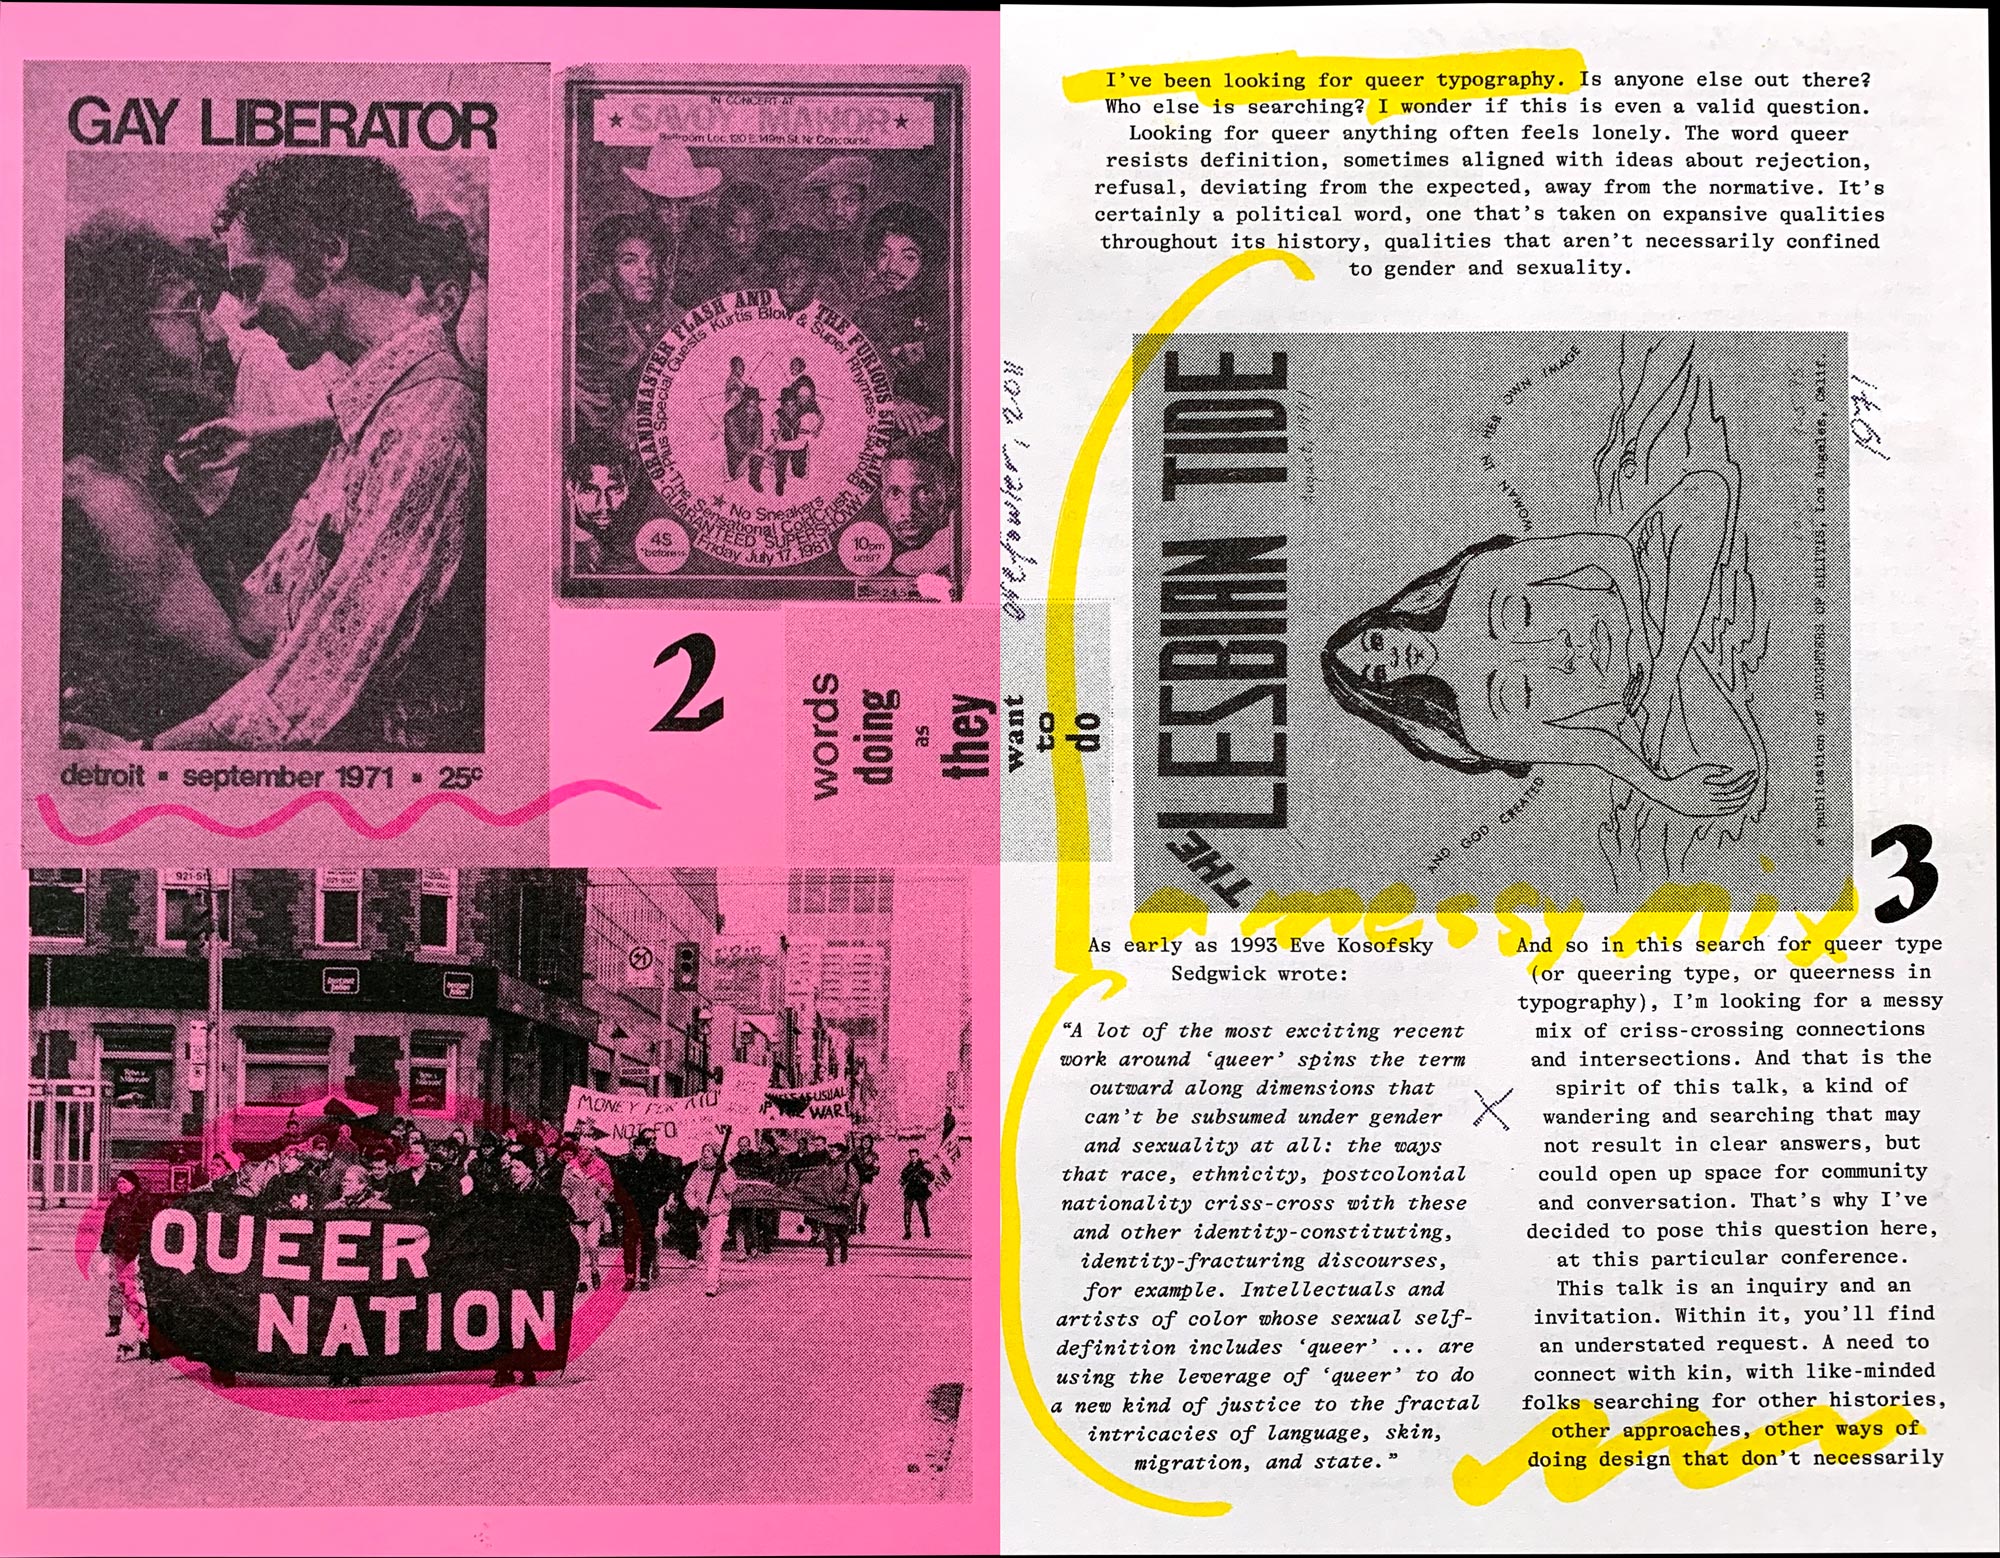 GAY LIBERATOR
detroit ▪ september 1971 ▪ 25¢
IN CONCERT AT
★ SAVOY MANOR ★
Ballroom Loc. 120 E. 149th St. Nr Concourse
GRANDMASTER FLASH AND THE FURIOUS 5 LIVE
Plus Special Guests Kurtis Blow & Super Rhymes
★ No Sneakers
The Sensational Coldcrush Brothers
GUARANTEED SUPERSHOW
Friday July 17, 1981
4$
"before 11"
10pm
until?
2
words
doing
as
they
want
to
do
921-51
MONEY FOR AID
NOT FO
AS USUAL
WAR!
QUEER
NATION
I've been looking for queer typography. Is anyone else out there?
Who else is searching? I wonder if this is even a valid question.
Looking for queer anything often feels lonely. The word queer
resists definition, sometimes aligned with ideas about rejection,
refusal, deviating from the expected, away from the normative. It's
certainly a political word, one that's taken on expansive qualities
throughout its history, qualities that aren't necessarily confined
to gender and sexuality.
THE
LESBIAN TIDE
august 1971
AND GOD CREATED
WOMAN IN HER OWN IMAGE
a publication of DAUGHTERS OF BILITIS, Los Angeles, Calif.
3
a messy mix
As early as 1993 Eve Kosofsky
Sedgwick wrote:
“A lot of the most exciting recent
work around ‘queer’ spins the term
outward along dimensions that
can't be subsumed under gender
and sexuality at all: the ways
that race, ethnicity, postcolonial
nationality criss-cross with these
and other identity-constituting,
identity-fracturing discourses,
for example. Intellectuals and
artists of color whose sexual self-
definition includes ‘queer’ ... are
using the leverage of ‘queer’ to do
a new kind of justice to the fractal
intricacies of language, skin,
migration, and state.”
And so in this search for queer type
(or queering type, or queerness in
typography), I'm looking for a messy
mix of criss-crossing connections
and intersections. And that is the
spirit of this talk, a kind of
wandering and searching that may
not result in clear answers, but
could open up space for community
and conversation. That's why I've
decided to pose this question here,
at this particular conference.
This talk is an inquiry and an
invitation. Within it, you'll find
an understated request. A need to
connect with kin, with like-minded
folks searching for other histories,
other approaches, other ways of
doing design that don't necessarily